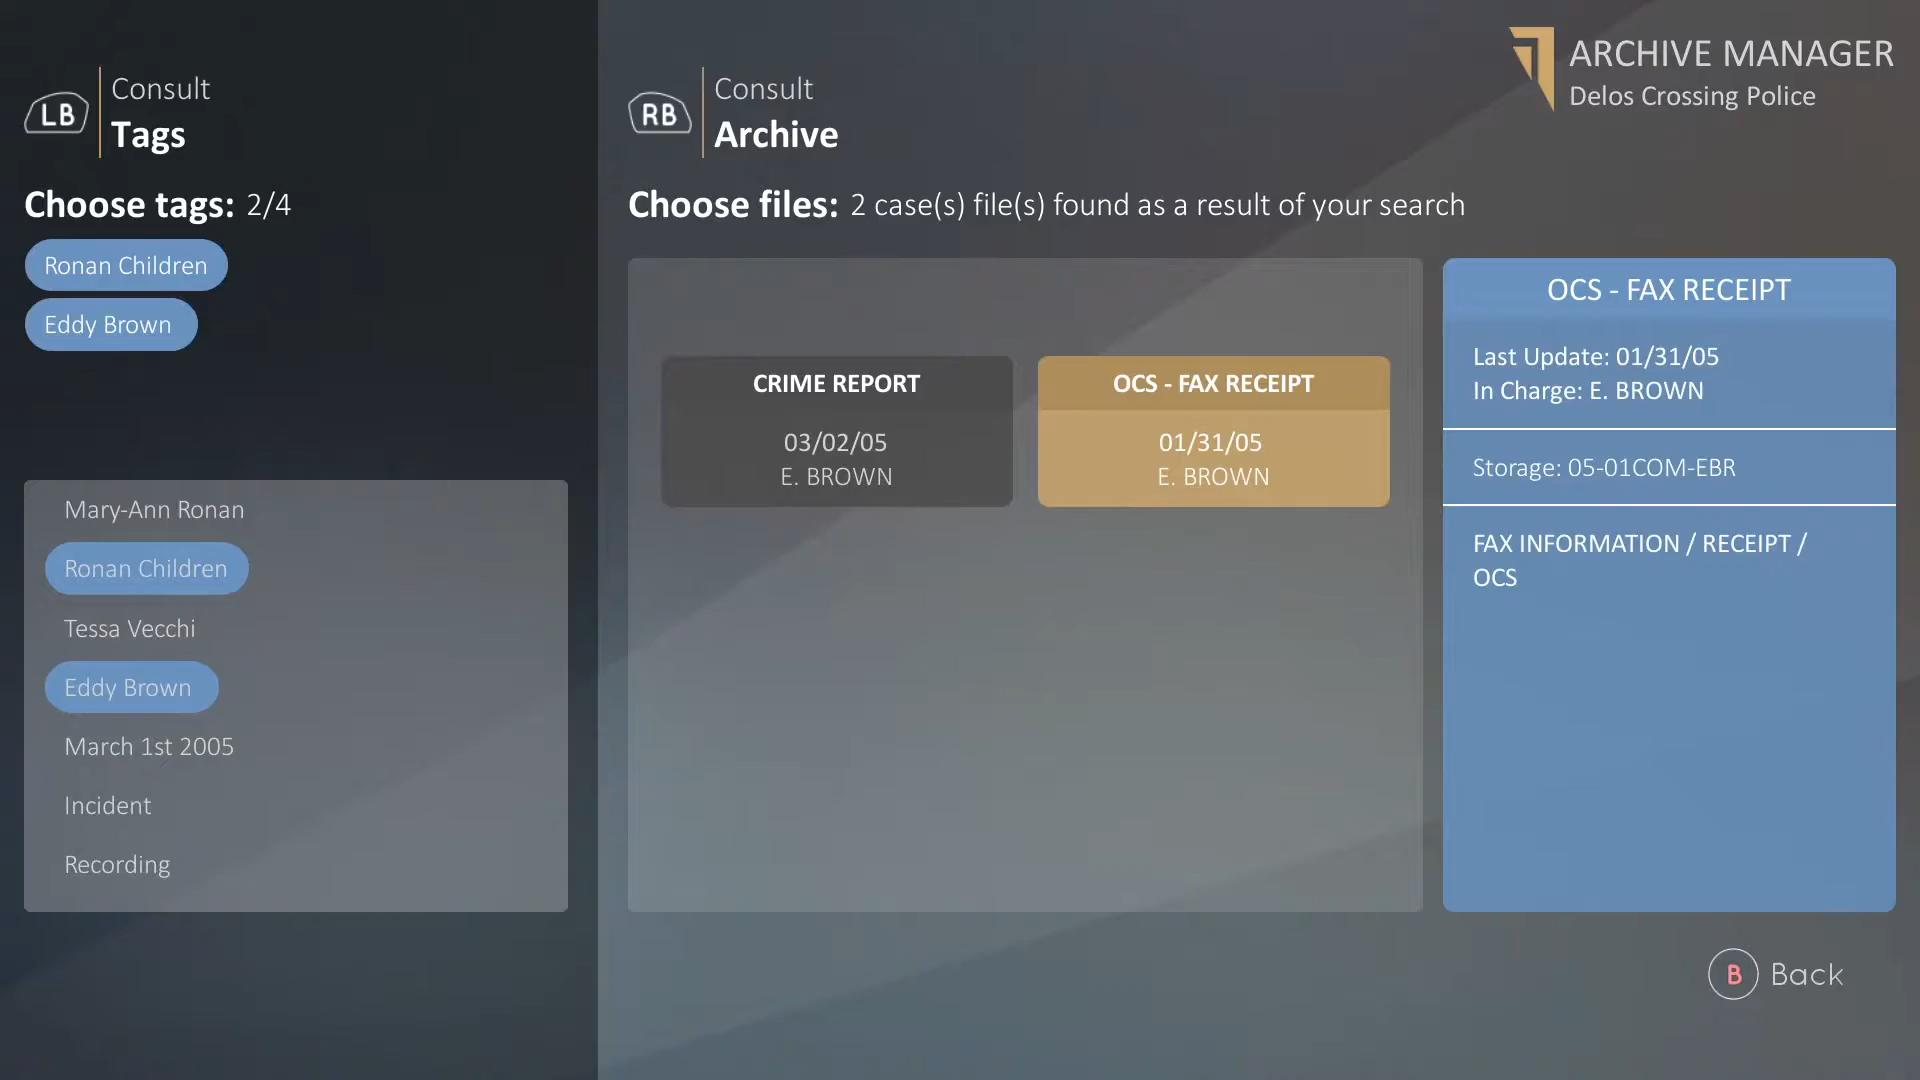 LB
Consult
Tags
Choose tags: 2/4
Ronan Children
Eddy Brown
Mary-Ann Ronan
Ronan Children
Tessa Vecchi
Eddy Brown
March 1st 2005
Incident
Recording
RB
Consult
Archive
ARCHIVE MANAGER
Delos Crossing Police
Choose files: 2 case(s) file(s) found as a result of your search
CRIME REPORT
03/02/05
E. BROWN
OCS - FAX RECEIPT
01/31/05
E. BROWN
OCS - FAX RECEIPT
Last Update: 01/31/05
In Charge: E. BROWN
Storage: 05-01COM-EBR
FAX INFORMATION / RECEIPT /
OCS
B Back